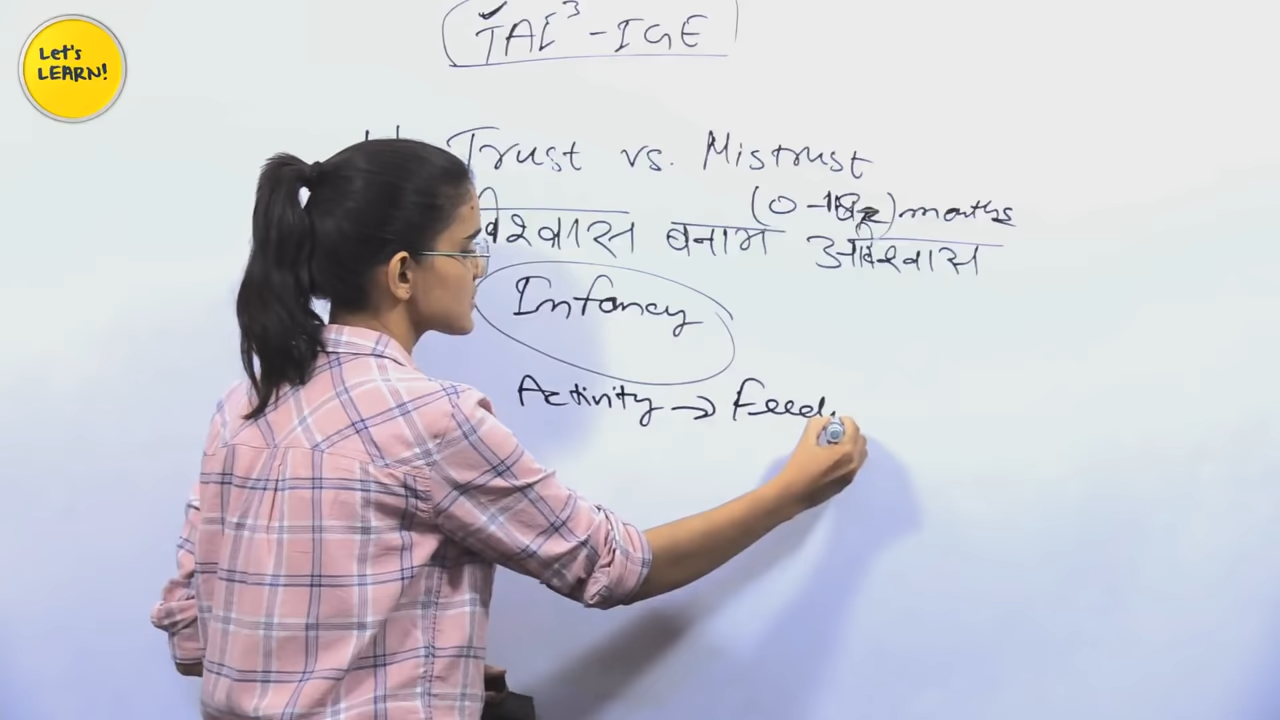 Let's
LEARN!
TAI³-IGE
Trust vs. Mistrust
(0-18) months
विश्वास बनाम अविश्वास
Infancy
Activity → Feed